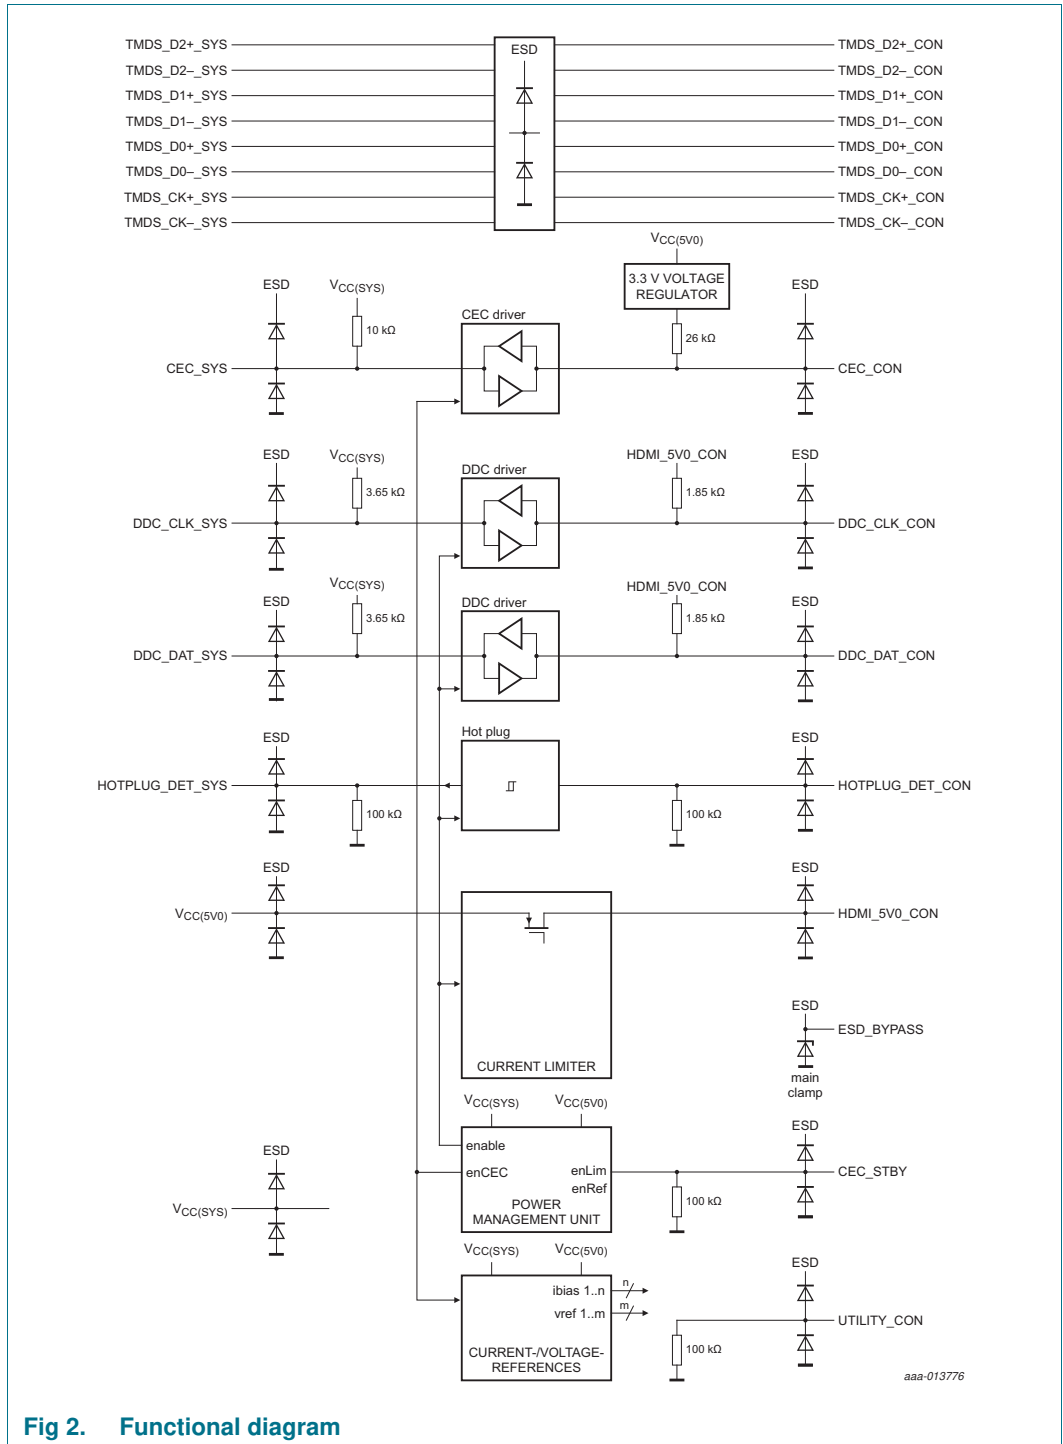 TMDS_D2+_SYS
TMDS_D2–_SYS
TMDS_D1+_SYS
TMDS_D1–_SYS
TMDS_D0+_SYS
TMDS_D0–_SYS
TMDS_CK+_SYS
TMDS_CK–_SYS
ESD
TMDS_D2+_CON
TMDS_D2–_CON
TMDS_D1+_CON
TMDS_D1–_CON
TMDS_D0+_CON
TMDS_D0–_CON
TMDS_CK+_CON
TMDS_CK–_CON
VCC(5V0)
3.3 V VOLTAGE
REGULATOR
ESD
VCC(SYS)
10 kΩ
CEC driver
26 kΩ
ESD
CEC_SYS
CEC_CON
ESD
VCC(SYS)
3.65 kΩ
DDC driver
HDMI_5V0_CON
1.85 kΩ
ESD
DDC_CLK_SYS
DDC_CLK_CON
ESD
VCC(SYS)
3.65 kΩ
DDC driver
HDMI_5V0_CON
1.85 kΩ
ESD
DDC_DAT_SYS
DDC_DAT_CON
ESD
Hot plug
ESD
HOTPLUG_DET_SYS
HOTPLUG_DET_CON
100 kΩ
100 kΩ
ESD
ESD
VCC(5V0)
HDMI_5V0_CON
CURRENT LIMITER
ESD
ESD_BYPASS
main
clamp
VCC(SYS)
VCC(5V0)
enable
enCEC
enLim
enRef
POWER
MANAGEMENT UNIT
ESD
CEC_STBY
100 kΩ
ESD
VCC(SYS)
VCC(SYS)
VCC(5V0)
ibias 1..n
n
vref 1..m
m
CURRENT-/VOLTAGE-
REFERENCES
ESD
UTILITY_CON
100 kΩ
aaa-013776
Fig 2. Functional diagram